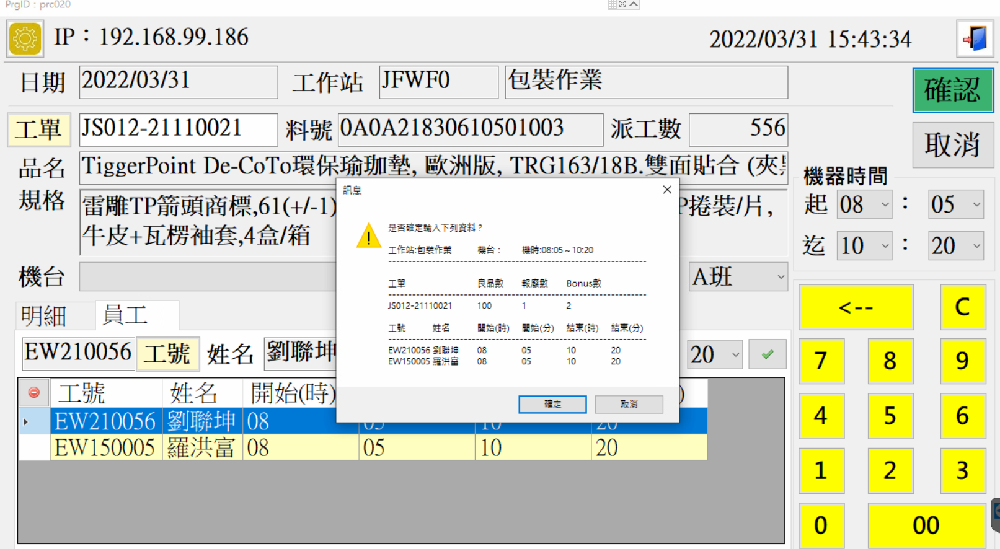 PrgID：prc020
IP：192.168.99.186
2022/03/31 15:43:34
日期 2022/03/31 工作站 JFWF0 包裝作業
確認
工單 JS012-21110021 料號 0A0A21830610501003 派工數 556
取消
品名 TiggerPoint De-CoTo環保瑜珈墊, 歐洲版, TRG163/18B.雙面貼合 (夾
規格 雷雕TP箭頭商標,61(+/-1)
捲裝/片,
牛皮+瓦楞袖套,4盒/箱
機器時間
起 08 : 05
迄 10 : 20
機台
A班
明細 員工
EW210056 工號 姓名 劉聯坤
20
工號 姓名 開始(時)
)
EW210056 劉聯坤 08 05 10 20
EW150005 羅洪富 08 05 10 20
訊息
是否確定輸入下列資料？
工作站:包裝作業 機台： 機時:08:05 ~ 10:20
--------------------------------
工單 良品數 報廢數 Bonus數
--------------------------------
JS012-21110021 100 1 2
工號 姓名 開始(時) 開始(分) 結束(時) 結束(分)
--------------------------------
EW210056 劉聯坤 08 05 10 20
EW150005 羅洪富 08 05 10 20
確定 取消
<-- C
7 8 9
4 5 6
1 2 3
0 00